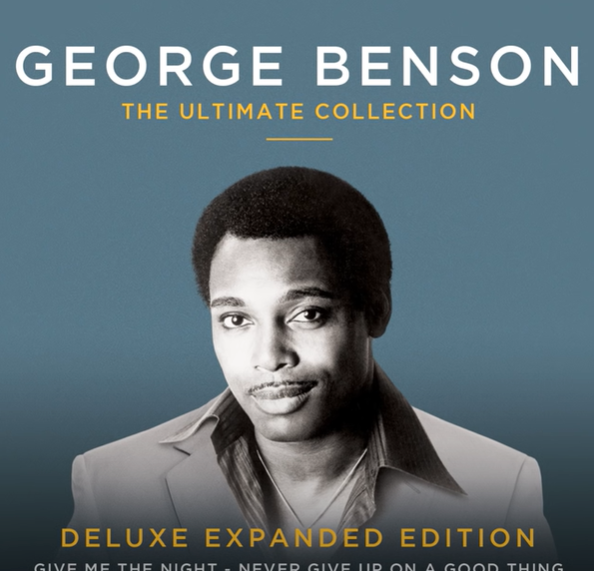 GEORGE BENSON
THE ULTIMATE COLLECTION
DELUXE EXPANDED EDITION
GIVE ME THE NIGHT - NEVER GIVE UP ON A GOOD THING